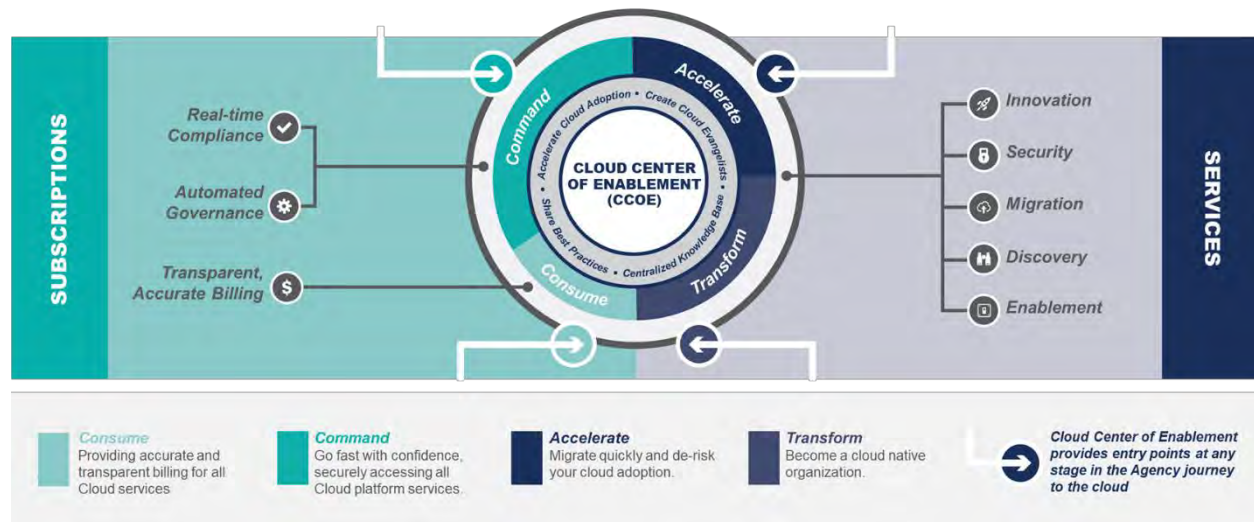 SUBSCRIPTIONS
Real-time
Compliance
Automated
Governance
Transparent,
Accurate Billing
$
Command
Accelerate
Transform
Consume
Accelerate Cloud Adoption • Create Cloud Evangelists • Centralized Knowledge Base • Share Best Practices •
CLOUD CENTER
OF ENABLEMENT
(CCOE)
Innovation
Security
Migration
Discovery
Enablement
SERVICES
Consume
Providing accurate and
transparent billing for all
Cloud services
Command
Go fast with confidence,
securely accessing all
Cloud platform services.
Accelerate
Migrate quickly and de-risk
your cloud adoption.
Transform
Become a cloud native
organization.
Cloud Center of Enablement
provides entry points at any
stage in the Agency journey
to the cloud